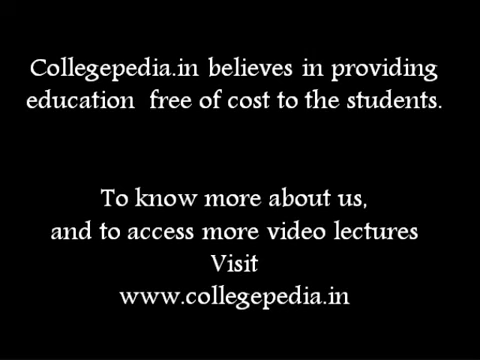 Collegepedia.in believes in providing
education free of cost to the students.
To know more about us,
and to access more video lectures
Visit
www.collegepedia.in